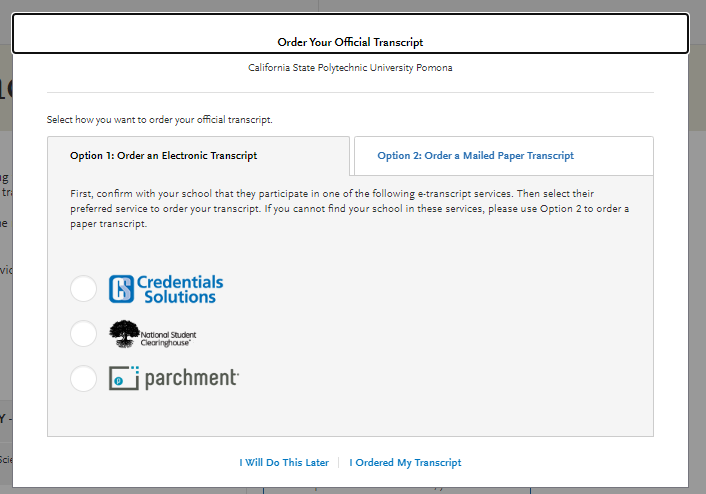 Order Your Official Transcript
California State Polytechnic University Pomona
Select how you want to order your official transcript.
Option 1: Order an Electronic Transcript
Option 2: Order a Mailed Paper Transcript
First, confirm with your school that they participate in one of the following e-transcript services. Then select their
preferred service to order your transcript. If you cannot find your school in these services, please use Option 2 to order a
paper transcript.
CS Credentials
Solutions
National Student
Clearinghouse
parchment
I Will Do This Later
I Ordered My Transcript